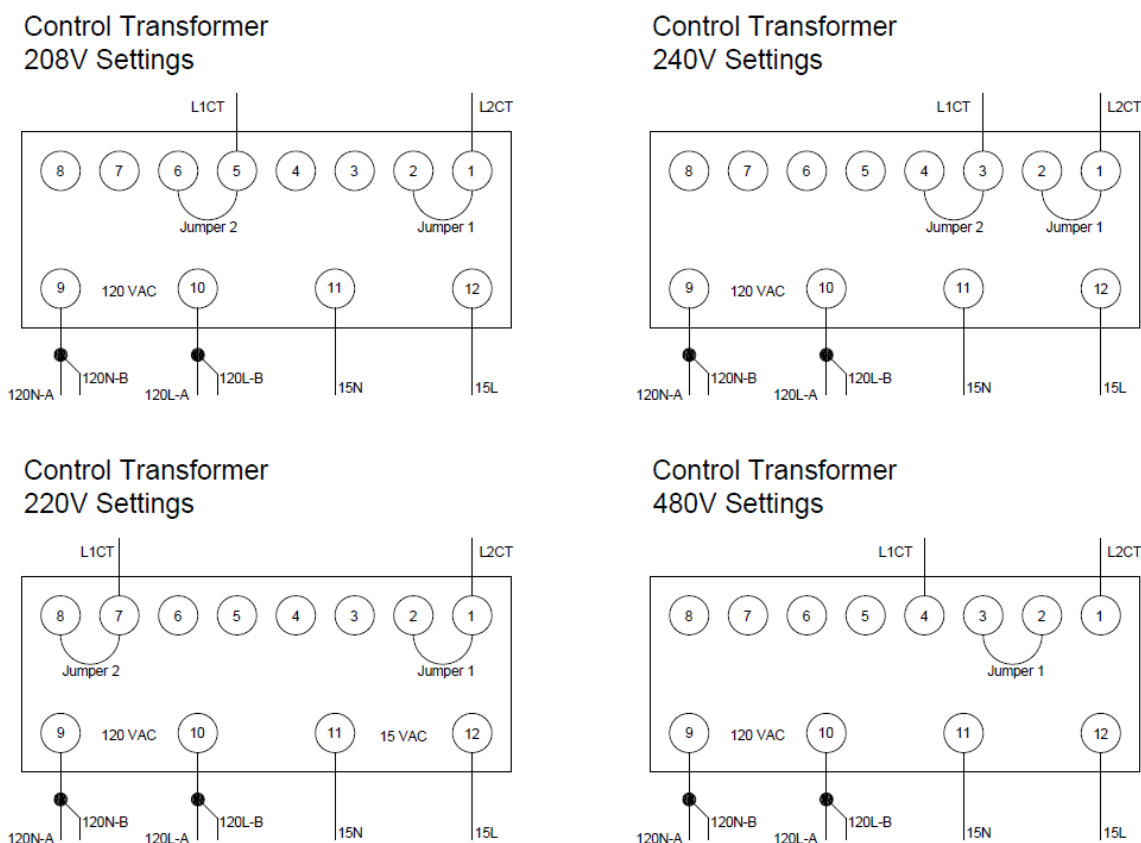 Control Transformer
208V Settings
L1CT
L2CT
8 7 6 5 4 3 2 1
Jumper 2
Jumper 1
9 120 VAC 10 11 12
120N-B
120L-B
120N-A
120L-A
15N
15L
Control Transformer
240V Settings
L1CT
L2CT
8 7 6 5 4 3 2 1
Jumper 2
Jumper 1
9 120 VAC 10 11 12
120N-B
120L-B
120N-A
120L-A
15N
15L
Control Transformer
220V Settings
L1CT
L2CT
8 7 6 5 4 3 2 1
Jumper 2
Jumper 1
9 120 VAC 10 11 15 VAC 12
120N-B
120L-B
120N-A
120L-A
15N
15L
Control Transformer
480V Settings
L1CT
L2CT
8 7 6 5 4 3 2 1
Jumper 1
9 120 VAC 10 11 12
120N-B
120L-B
120N-A
120L-A
15N
15L